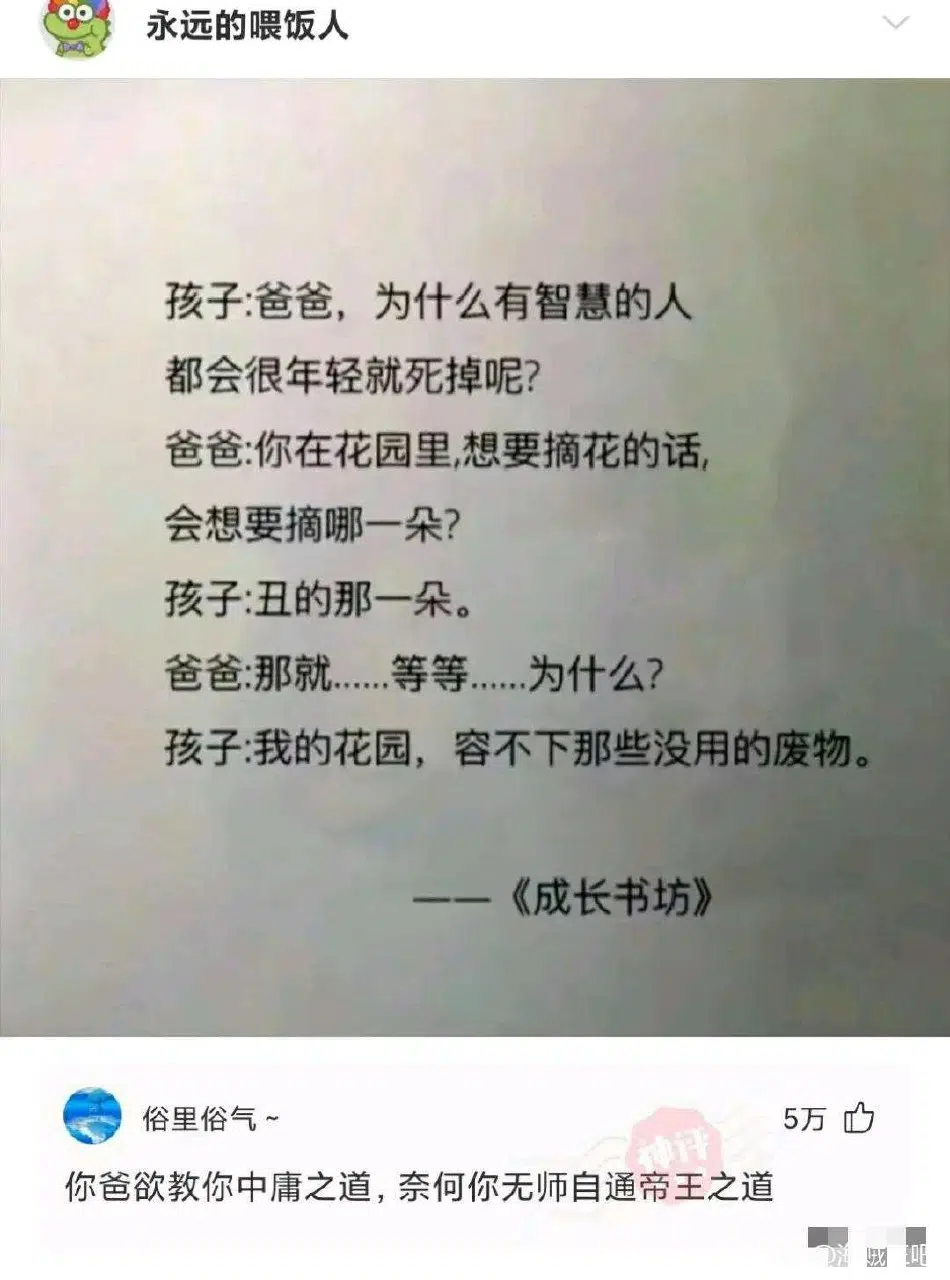 永远的喂饭人
孩子:爸爸，为什么有智慧的人
都会很年轻就死掉呢?
爸爸:你在花园里,想要摘花的话,
会想要摘哪一朵?
孩子:丑的那一朵。
爸爸:那就……等等……为什么?
孩子:我的花园，容不下那些没用的废物。
——《成长书坊》
俗里俗气~
5万
神评
你爸欲教你中庸之道，奈何你无师自通帝王之道